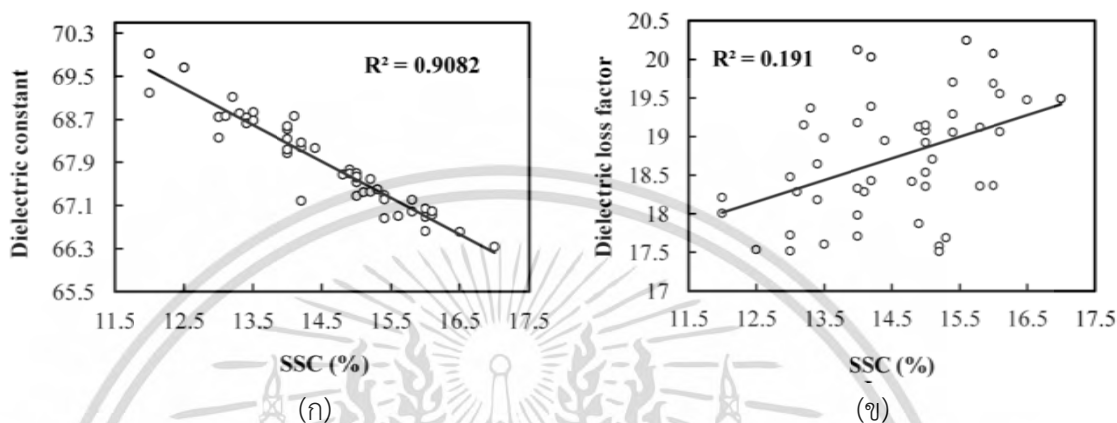 70.3
69.5
68.7
67.9
67.1
66.3
65.5
Dielectric constant
R² = 0.9082
11.5 12.5 13.5 14.5 15.5 16.5 17.5
SSC (%)
(ก)
20.5
20
19.5
19
18.5
18
17.5
17
Dielectric loss factor
R² = 0.191
11.5 12.5 13.5 14.5 15.5 16.5 17.5
SSC (%)
(ข)